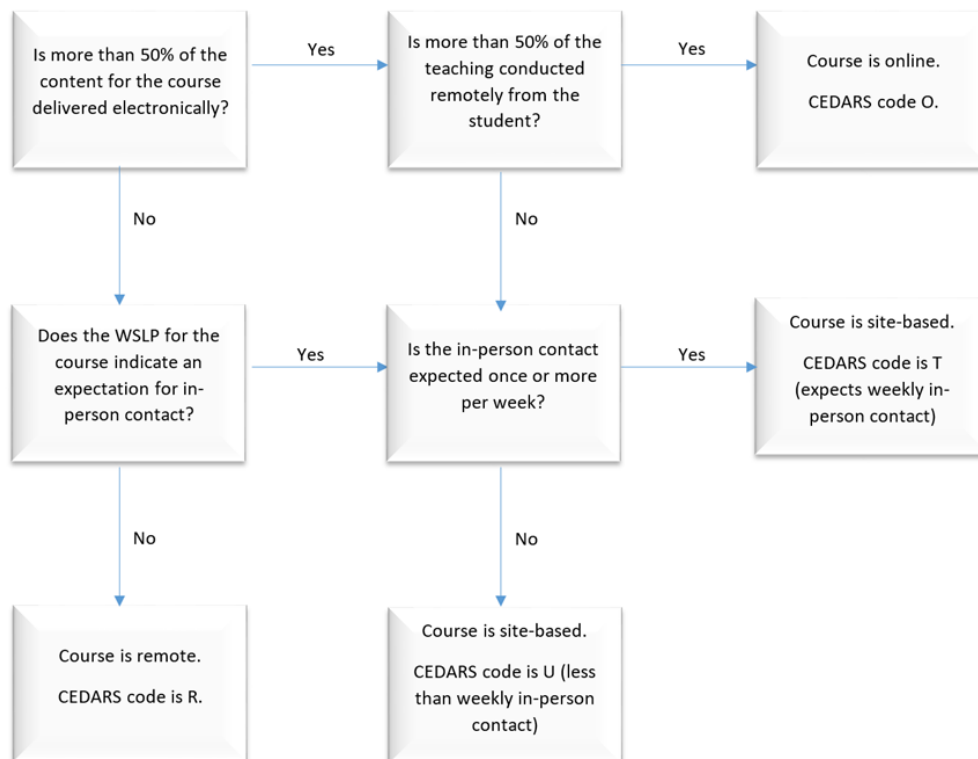 Is more than 50% of the
content for the course
delivered electronically?
Yes
Is more than 50% of the
teaching conducted
remotely from the
student?
Yes
Course is online.
CEDARS code O.
No
No
Does the WSLP for the
course indicate an
expectation for in-
person contact?
Yes
Is the in-person contact
expected once or more
per week?
Yes
Course is site-based.
CEDARS code is T
(expects weekly in-
person contact)
No
No
Course is remote.
CEDARS code is R.
Course is site-based.
CEDARS code is U (less
than weekly in-person
contact)